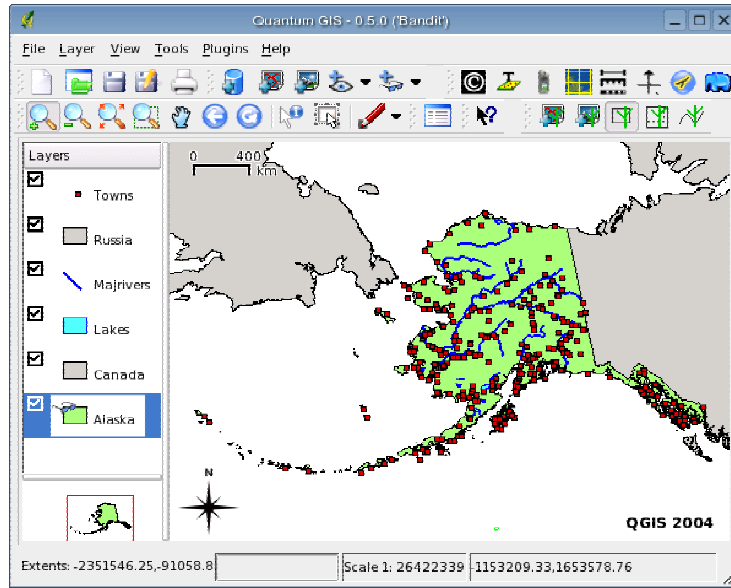 Quantum GIS - 0.5.0 ('Bandit')
File Layer View Tools Plugins Help
Layers
Towns
Russia
Majrivers
Lakes
Canada
Alaska
0 400
km
N
QGIS 2004
Extents: -2351546.25,-91058.8
Scale 1: 26422339
-1153209.33,1653578.76